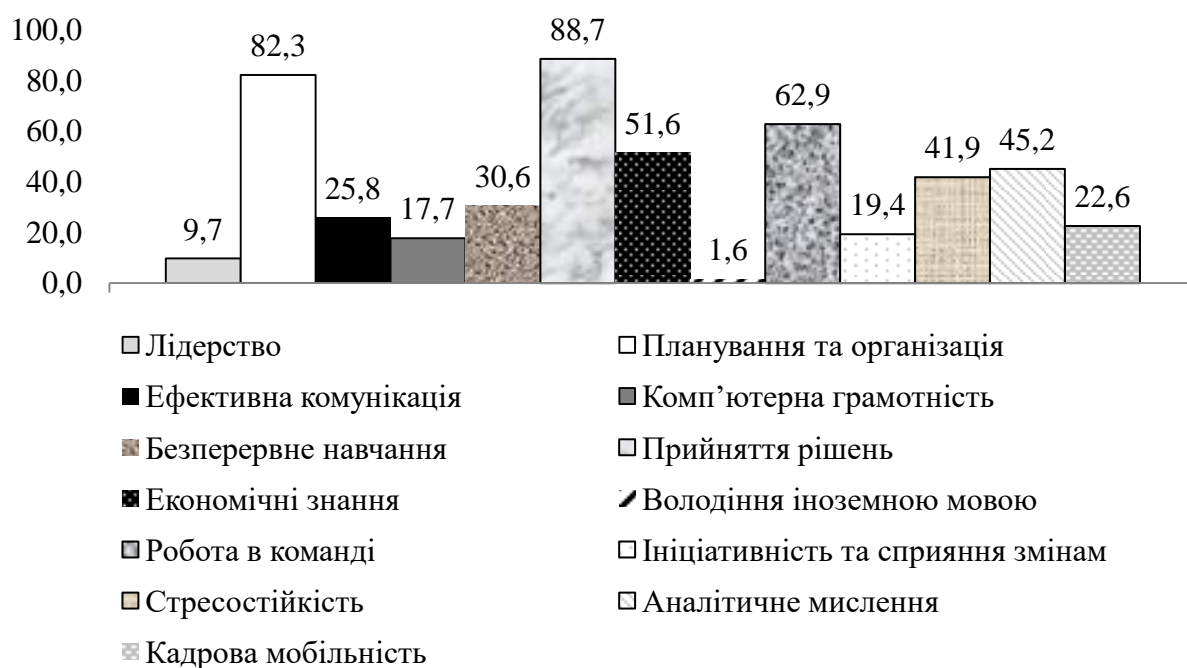 100,0
80,0
60,0
40,0
20,0
0,0
9,7
82,3
25,8
17,7
30,6
88,7
51,6
1,6
62,9
19,4
41,9
45,2
22,6
Лідерство
Планування та організація
Ефективна комунікація
Комп’ютерна грамотність
Безперервне навчання
Прийняття рішень
Економічні знання
Володіння іноземною мовою
Робота в команді
Ініціативність та сприяння змінам
Стресостійкість
Аналітичне мислення
Кадрова мобільність